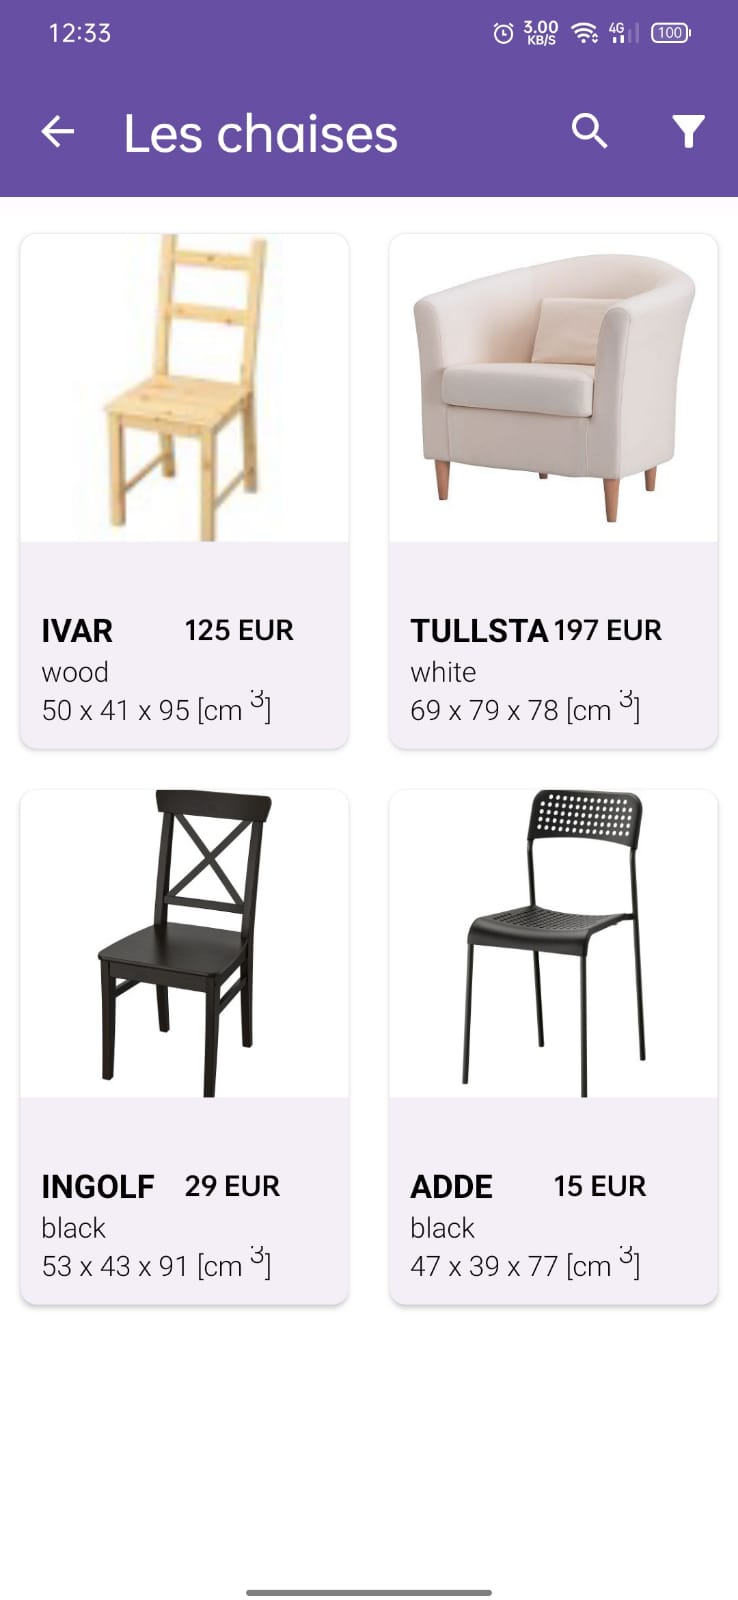 12:33 3.00 KB/S 4G 100
Les chaises
IVAR 125 EUR
wood
50 x 41 x 95 [cm 3]
TULLSTA 197 EUR
white
69 x 79 x 78 [cm 3]
INGOLF 29 EUR
black
53 x 43 x 91 [cm 3]
ADDE 15 EUR
black
47 x 39 x 77 [cm 3]